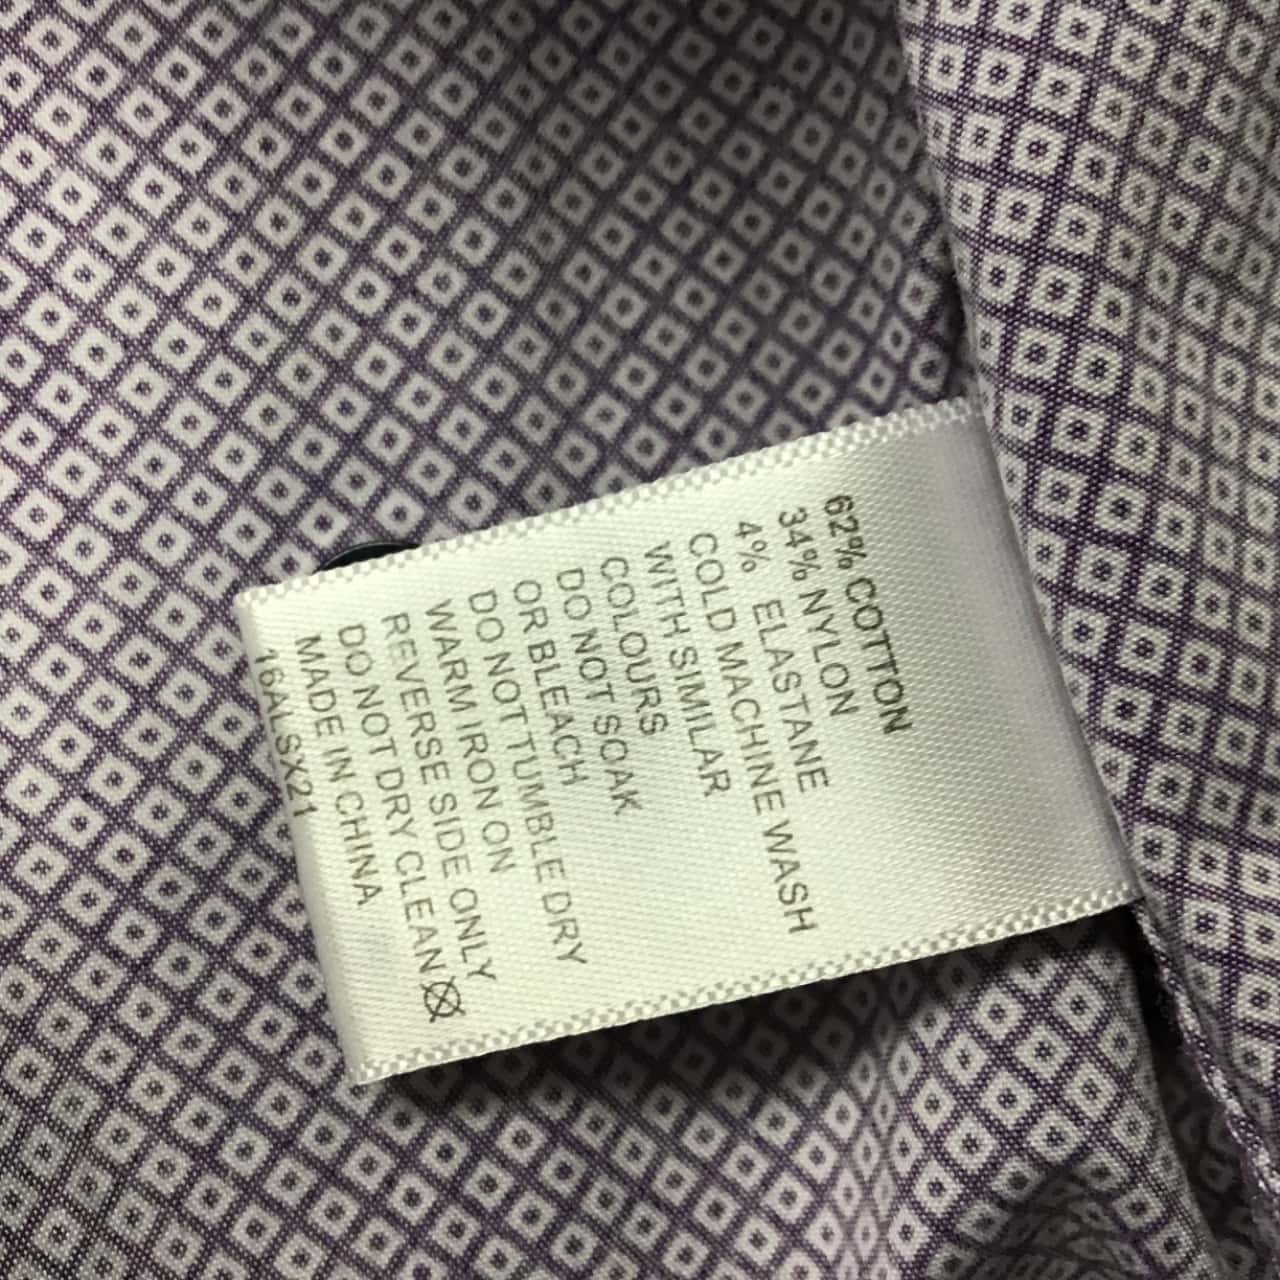 62% COTTON
34% NYLON
4% ELASTANE
COLD MACHINE WASH
WITH SIMILAR
COLOURS
DO NOT SOAK
OR BLEACH
DO NOT TUMBLE DRY
WARM IRON ON
REVERSE SIDE ONLY
DO NOT DRY CLEAN
MADE IN CHINA
16ALSX21